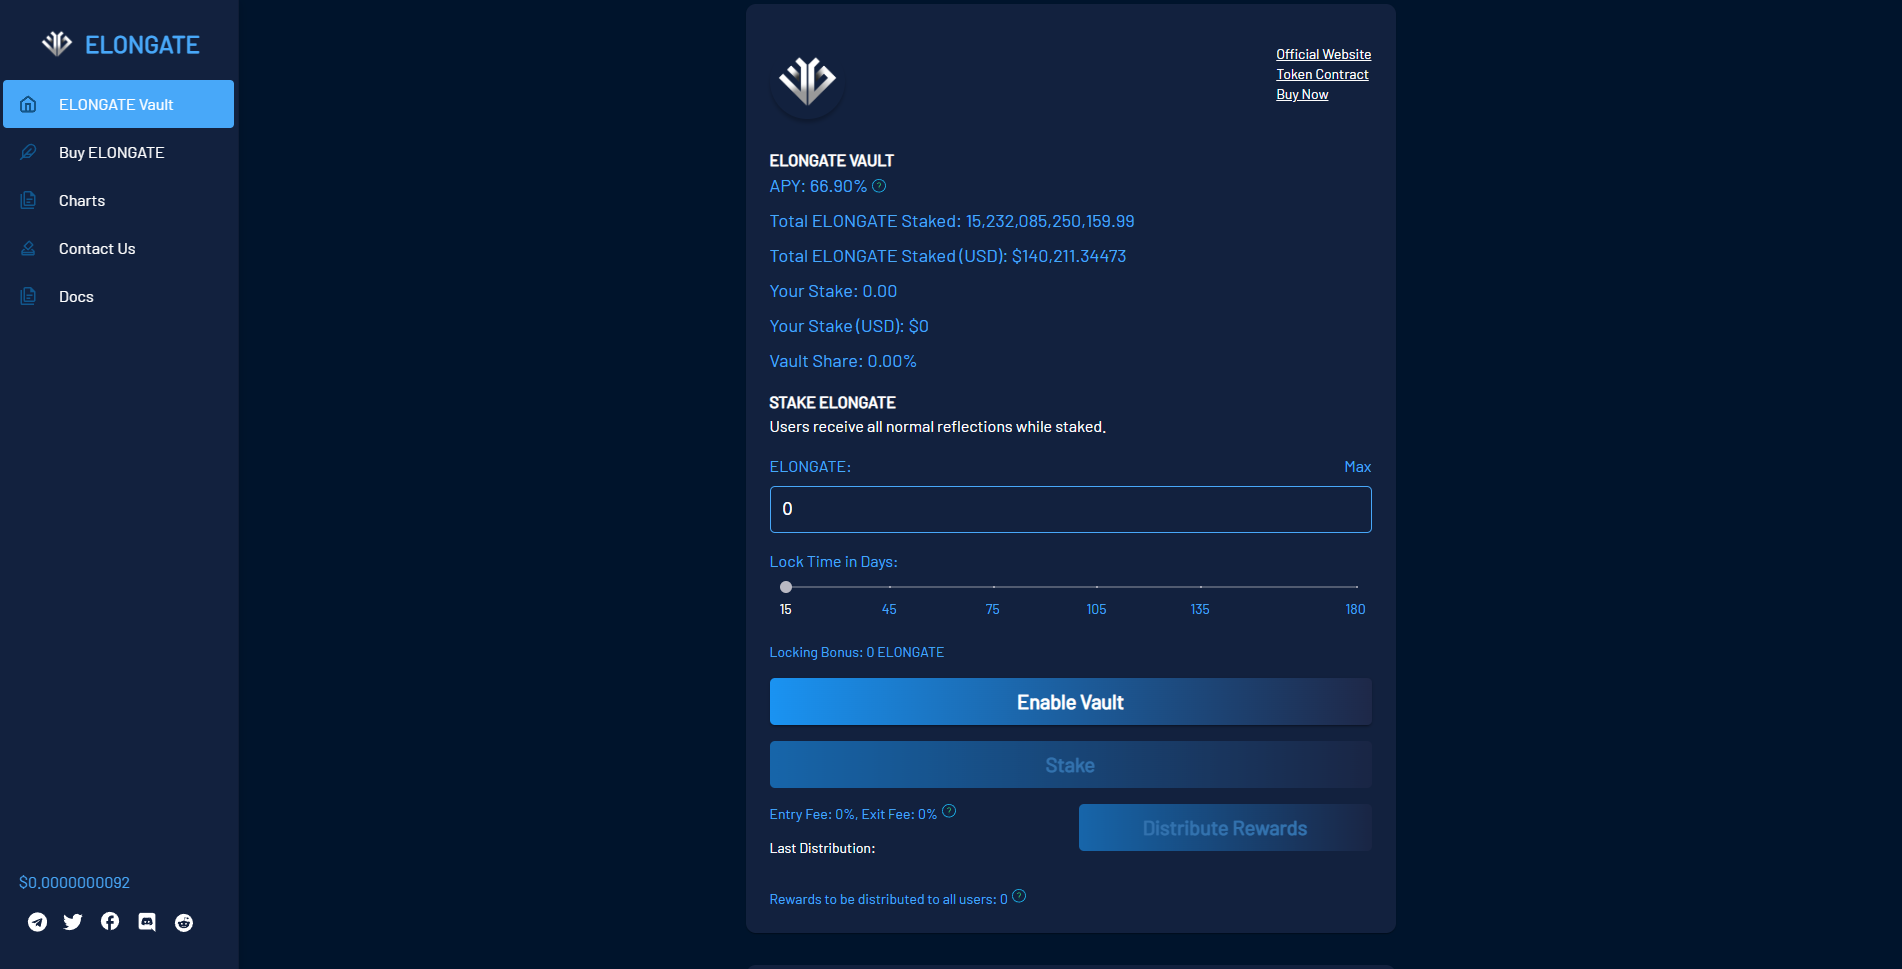 ELONGATE
ELONGATE Vault
Buy ELONGATE
Charts
Contact Us
Docs
$0.0000000092
Official Website
Token Contract
Buy Now
ELONGATE VAULT
APY: 66.90%
Total ELONGATE Staked: 15,232,085,250,159.99
Total ELONGATE Staked (USD): $140,211.34473
Your Stake: 0.00
Your Stake (USD): $0
Vault Share: 0.00%
STAKE ELONGATE
Users receive all normal reflections while staked.
ELONGATE: Max
0
Lock Time in Days:
15 45 75 105 135 180
Locking Bonus: 0 ELONGATE
Enable Vault
Stake
Entry Fee: 0%, Exit Fee: 0%
Distribute Rewards
Last Distribution:
Rewards to be distributed to all users: 0